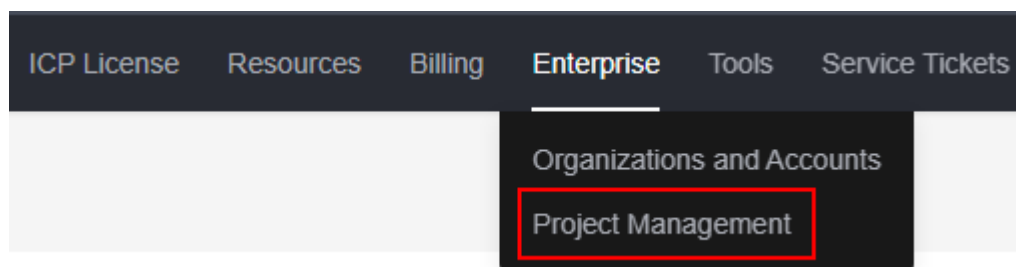 ICP License Resources Billing Enterprise Tools Service Tickets
Organizations and Accounts
Project Management